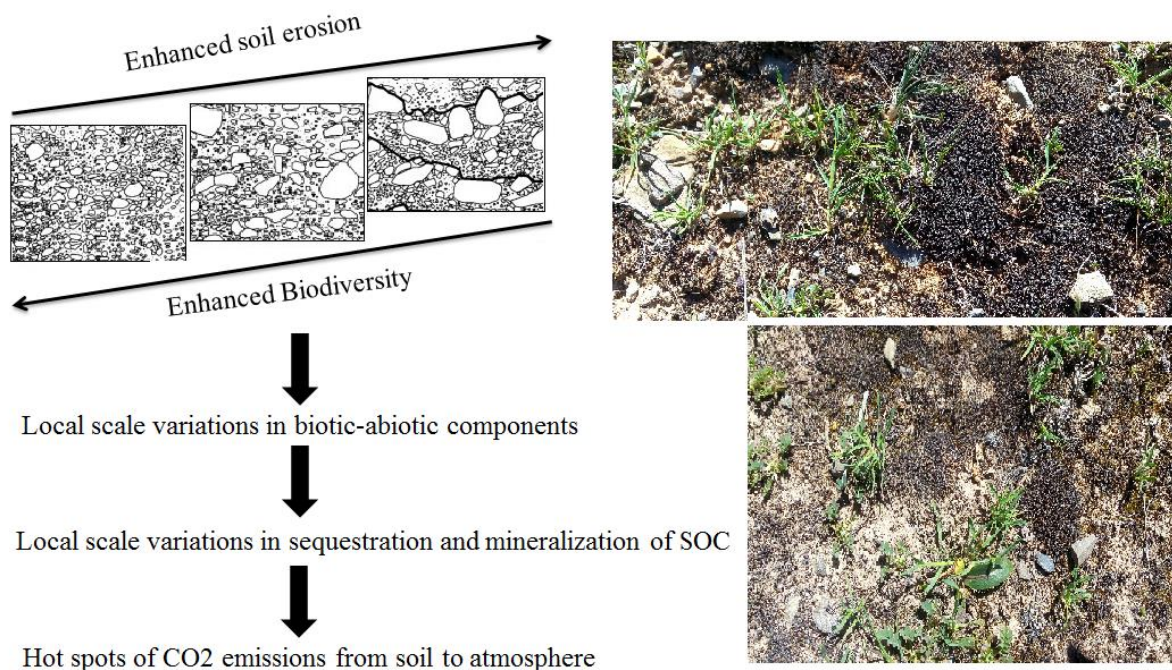 Enhanced soil erosion
Enhanced Biodiversity
Local scale variations in biotic-abiotic components
Local scale variations in sequestration and mineralization of SOC
Hot spots of CO2 emissions from soil to atmosphere